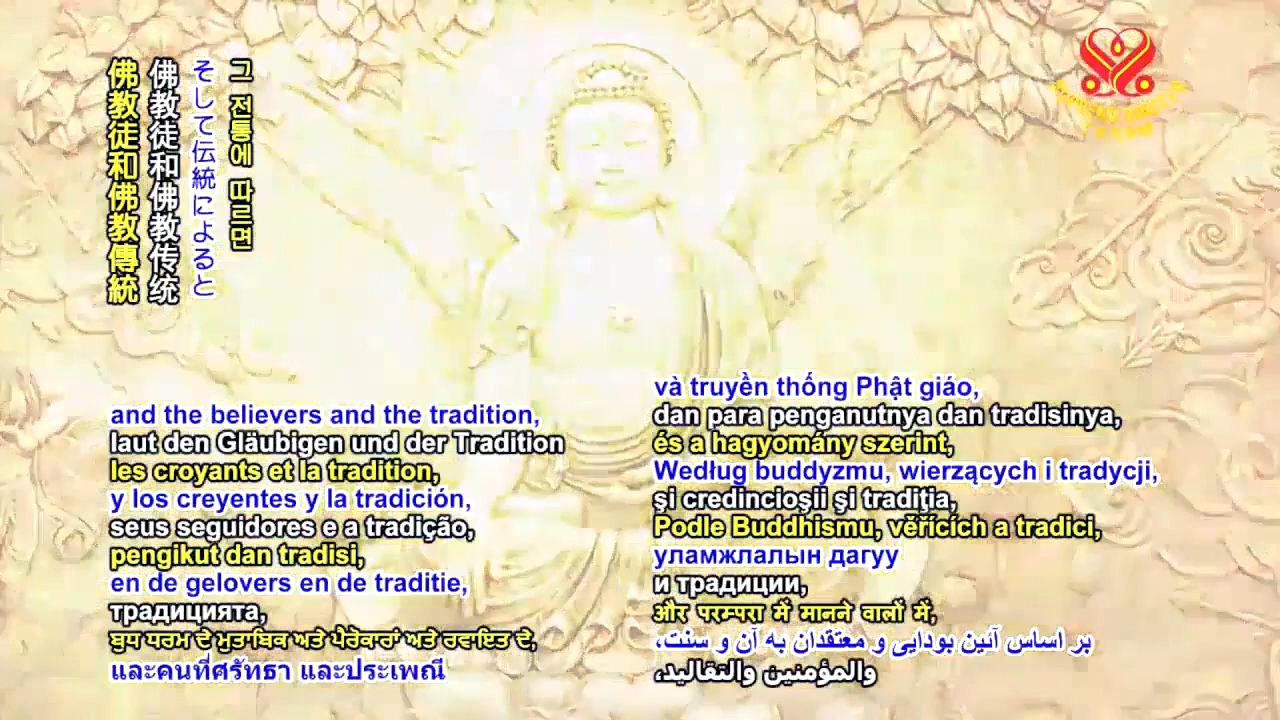 佛教徒和佛教傳統
佛教徒和佛教传统
そして伝統によると
그 전통에 따르면
and the believers and the tradition,
laut den Gläubigen und der Tradition
les croyants et la tradition,
y los creyentes y la tradición,
seus seguidores e a tradição,
pengikut dan tradisi,
en de gelovers en de traditie,
традицията,
ਬੁਧ ਧਰਮ ਦੇ ਮੁਤਾਬਿਕ ਅਤੇ ਪੈਰੋਕਾਰਾਂ ਅਤੇ ਰਵਾਇਤ ਦੇ,
และคนที่ศรัทธา และประเพณี
và truyền thống Phật giáo,
dan para penganutnya dan tradisinya,
és a hagyomány szerint,
Według buddyzmu, wierzących i tradycji,
şi credincioşii şi tradiţia,
Podle Buddhismu, věřících a tradici,
уламжлалын дагуу
и традиции,
और परम्परा में मानने वालों में,
بر اساس آئین بودایی و معتقدان به آن و سنت،
والمؤمنين والتقاليد،